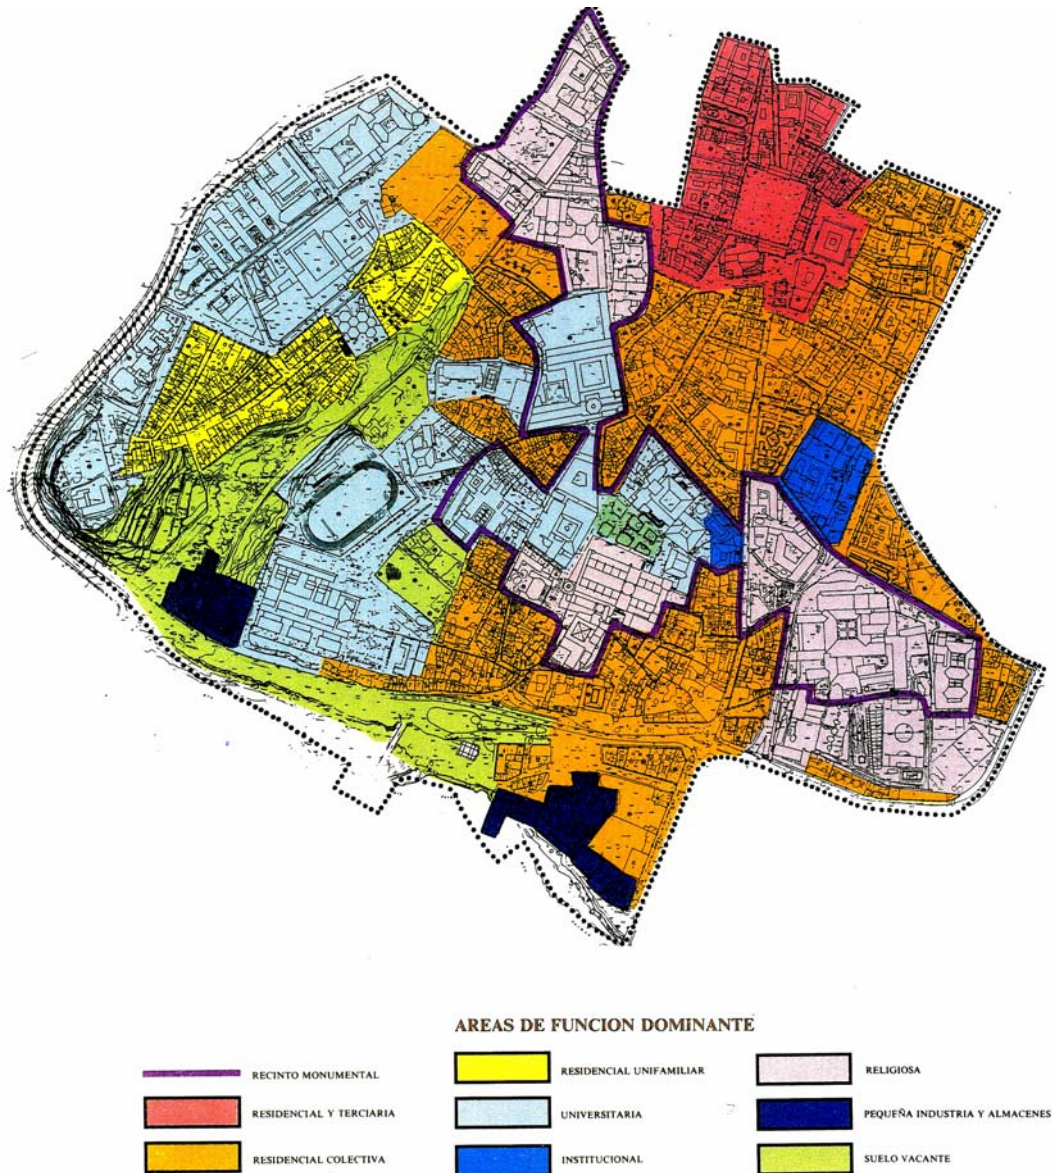 AREAS DE FUNCION DOMINANTE
RECINTO MONUMENTAL
RESIDENCIAL Y TERCIARIA
RESIDENCIAL COLECTIVA
RESIDENCIAL UNIFAMILIAR
UNIVERSITARIA
INSTITUCIONAL
RELIGIOSA
PEQUEÑA INDUSTRIA Y ALMACENES
SUELO VACANTE